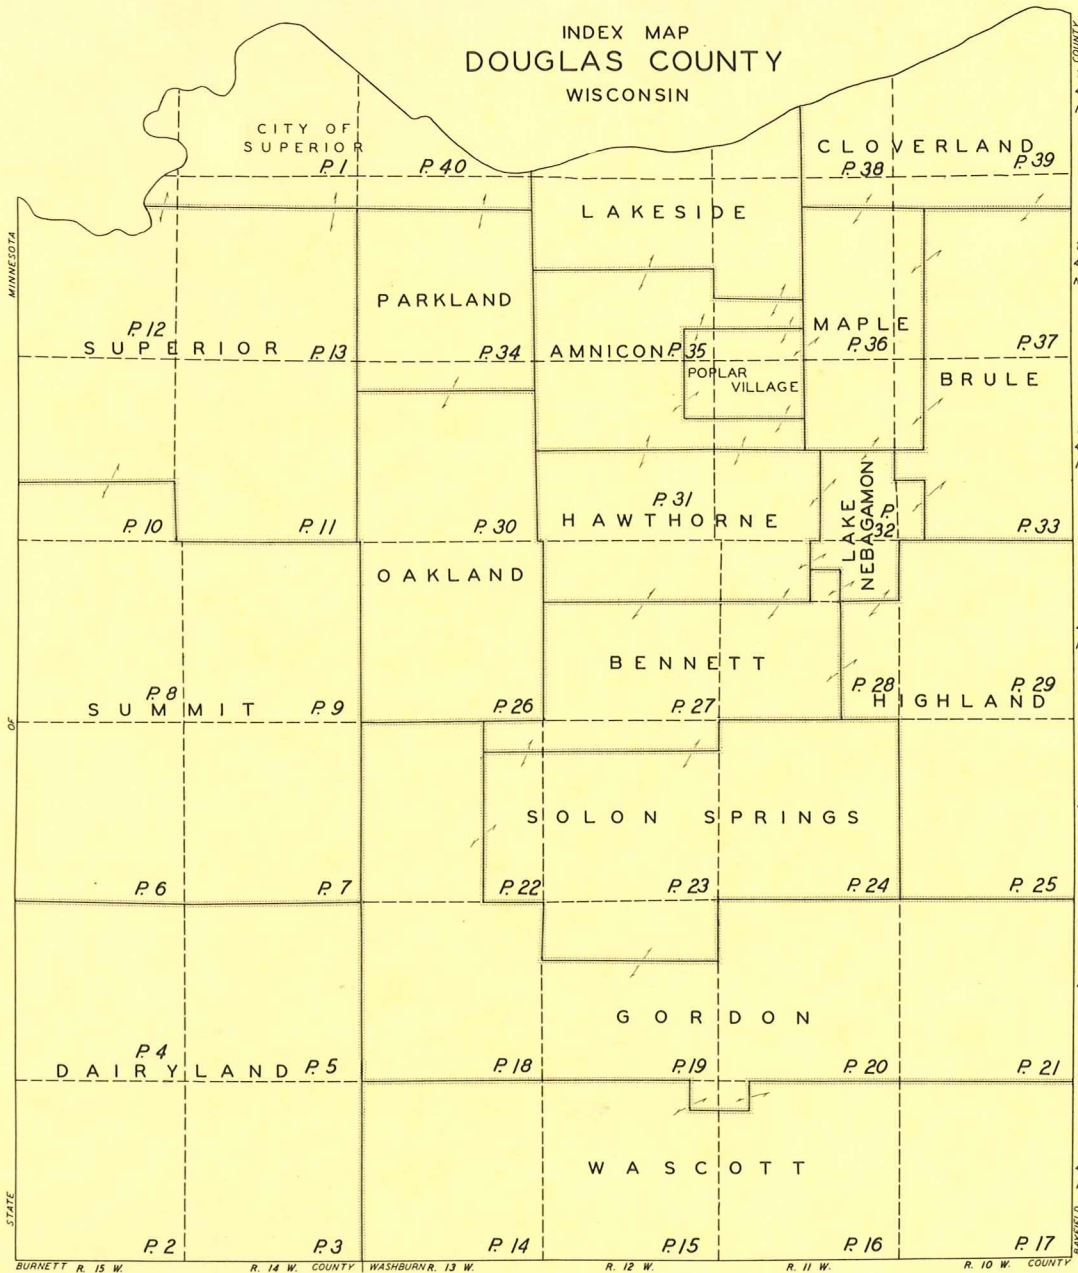 INDEX MAP
DOUGLAS COUNTY
WISCONSIN
COUNTY
CITY OF
SUPERIOR
P. 1
P. 40
CLOVERLAND
P. 38
P. 39
LAKESIDE
MINNESOTA
PARKLAND
P. 12
SUPERIOR
P. 13
P. 34
AMNICON
P. 35
MAPLE
P. 36
P. 37
POPLAR
VILLAGE
BRULE
P. 10
P. 11
P. 30
P. 31
HAWTHORNE
LAKE
NEBAGAMON
P.
32
P. 33
OAKLAND
BENNETT
P. 8
SUMMIT
P. 9
P. 26
P. 27
P. 28
HIGHLAND
P. 29
OF
SOLON SPRINGS
P. 6
P. 7
P. 22
P. 23
P. 24
P. 25
GORDON
P. 4
DAIRYLAND
P. 5
P. 18
P. 19
P. 20
P. 21
WASCOTT
STATE
BAYFIELD
P. 2
P. 3
P. 14
P. 15
P. 16
P. 17
BURNETT R. 15 W. R. 14 W. COUNTY WASHBURN R. 13 W. R. 12 W. R. 11 W. R. 10 W. COUNTY